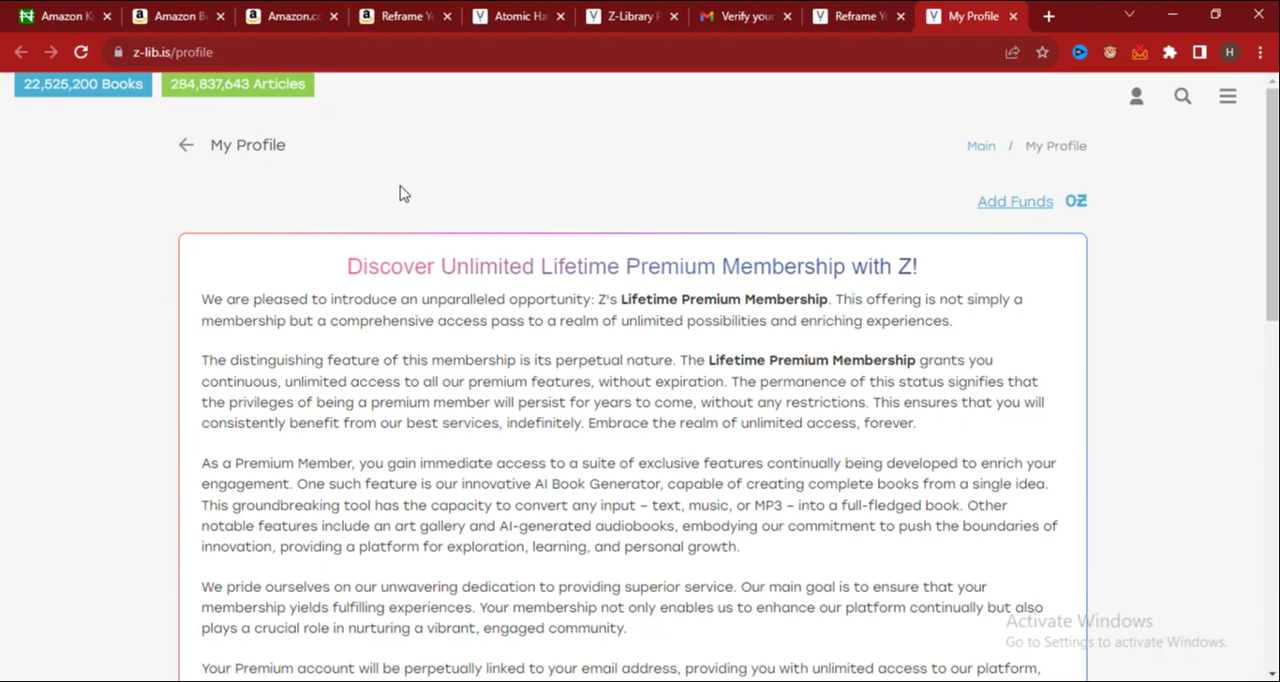 Amazon Ki
Amazon B
Amazon.co
Reframe Yo
Atomic Ha
Z-Library P
Verify your
Reframe Yo
My Profile
z-lib.is/profile
H
22,525,200 Books
284,837,643 Articles
My Profile
Main / My Profile
Add Funds 0Z
Discover Unlimited Lifetime Premium Membership with Z!
We are pleased to introduce an unparalleled opportunity: Z's Lifetime Premium Membership. This offering is not simply a
membership but a comprehensive access pass to a realm of unlimited possibilities and enriching experiences.
The distinguishing feature of this membership is its perpetual nature. The Lifetime Premium Membership grants you
continuous, unlimited access to all our premium features, without expiration. The permanence of this status signifies that
the privileges of being a premium member will persist for years to come, without any restrictions. This ensures that you will
consistently benefit from our best services, indefinitely. Embrace the realm of unlimited access, forever.
As a Premium Member, you gain immediate access to a suite of exclusive features continually being developed to enrich your
engagement. One such feature is our innovative AI Book Generator, capable of creating complete books from a single idea.
This groundbreaking tool has the capacity to convert any input – text, music, or MP3 – into a full-fledged book. Other
notable features include an art gallery and AI-generated audiobooks, embodying our commitment to push the boundaries of
innovation, providing a platform for exploration, learning, and personal growth.
We pride ourselves on our unwavering dedication to providing superior service. Our main goal is to ensure that your
membership yields fulfilling experiences. Your membership not only enables us to enhance our platform continually but also
plays a crucial role in nurturing a vibrant, engaged community.
Your Premium account will be perpetually linked to your email address, providing you with unlimited access to our platform,
Activate Windows
Go to Settings to activate Windows.